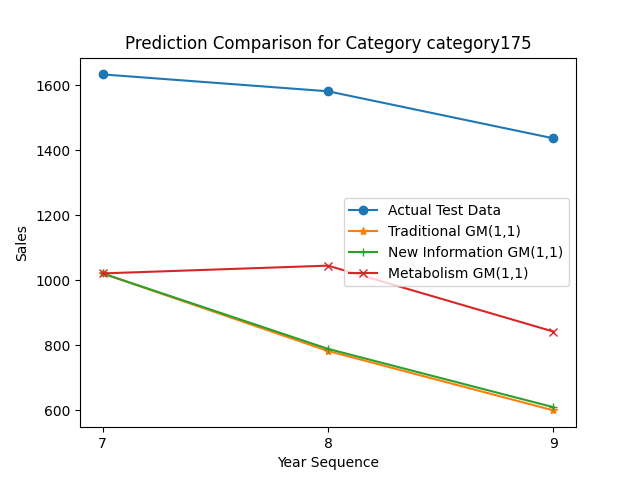 Prediction Comparison for Category category175
1600
1400
1200
1000
800
600
Sales
Actual Test Data
Traditional GM(1,1)
New Information GM(1,1)
Metabolism GM(1,1)
7
8
9
Year Sequence